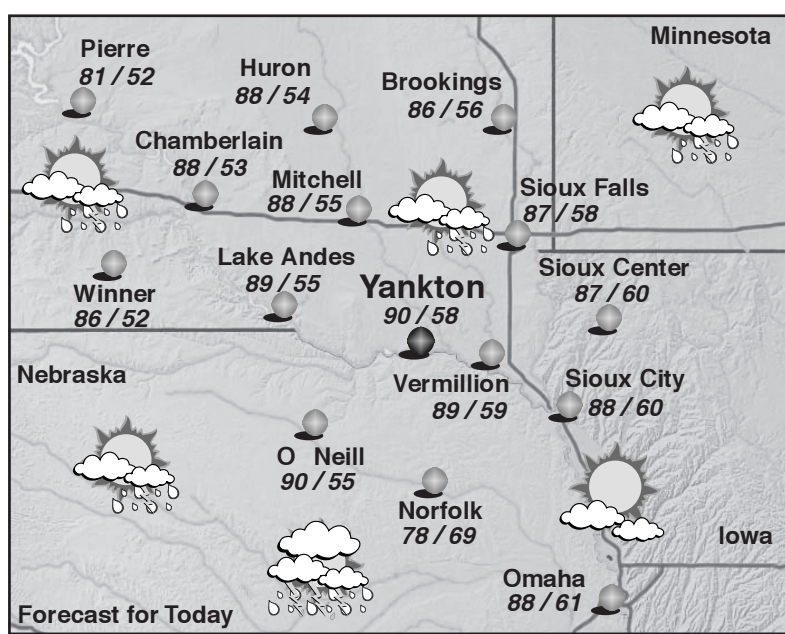 Minnesota
Pierre
81 / 52
Huron
88 / 54
Brookings
86 / 56
Chamberlain
88 / 53
Mitchell
88 / 55
Sioux Falls
87 / 58
Lake Andes
89 / 55
Yankton
90 / 58
Sioux Center
87 / 60
Winner
86 / 52
Nebraska
Vermillion
89 / 59
Sioux City
88 / 60
O Neill
90 / 55
Norfolk
78 / 69
Iowa
Omaha
88 / 61
Forecast for Today